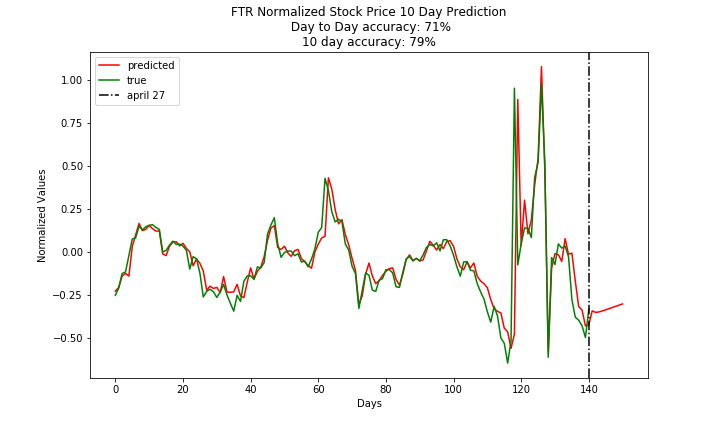 FTR Normalized Stock Price 10 Day Prediction
Day to Day accuracy: 71%
10 day accuracy: 79%
predicted
true
april 27
1.00
0.75
0.50
0.25
0.00
−0.25
−0.50
Normalized Values
0
20
40
60
80
100
120
140
Days